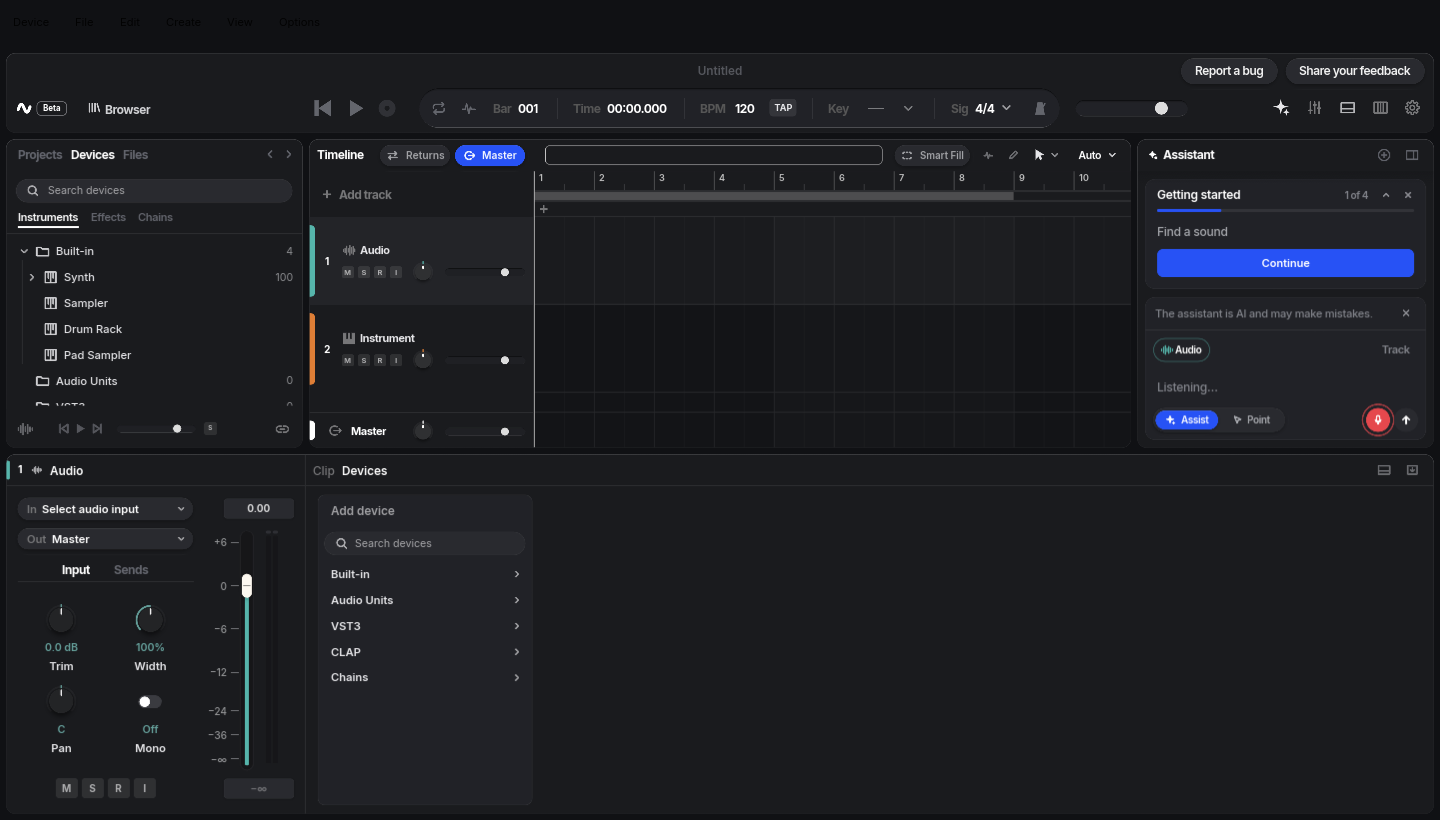 Device File Edit Create View Options
Untitled
Report a bug Share your feedback
Beta Browser
Bar 001 Time 00:00.000 BPM 120 TAP Key — Sig 4/4
Projects Devices Files
Search devices
Instruments Effects Chains
Built-in 4
Synth 100
Sampler
Drum Rack
Pad Sampler
Audio Units 0
VST3 0
S
Timeline Returns Master Smart Fill Auto
Add track
1 2 3 4 5 6 7 8 9 10
1 Audio
M S R I
2 Instrument
M S R I
Master
Assistant
Getting started 1 of 4
Find a sound
Continue
The assistant is AI and may make mistakes.
Audio Track
Listening...
Assist Point
1 Audio
In Select audio input 0.00
Out Master
Input Sends
0.0 dB 100%
Trim Width
C Off
Pan Mono
M S R I
+6
0
−6
−12
−24
−36
−∞
−∞
Clip Devices
Add device
Search devices
Built-in
Audio Units
VST3
CLAP
Chains